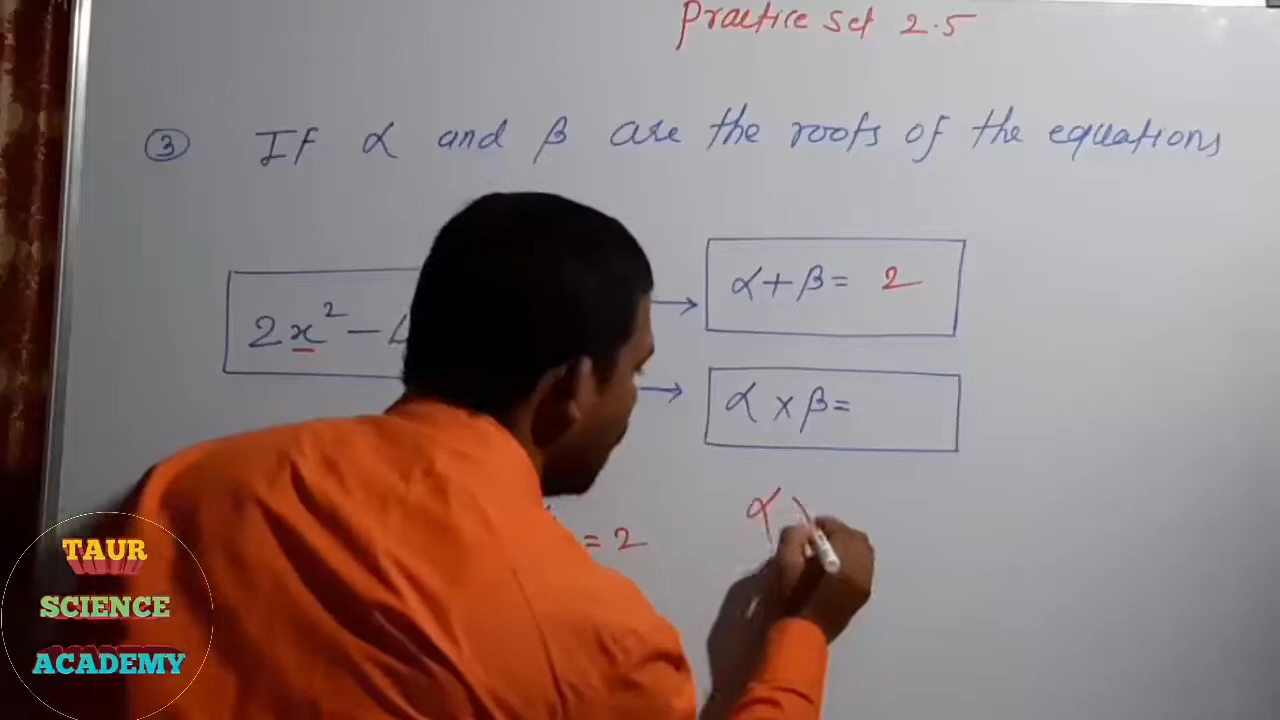 Practice Set 2.5
③ If α and β are the roots of the equations
2x² -
α + β = 2
α × β =
= 2
α
TAUR
SCIENCE
ACADEMY